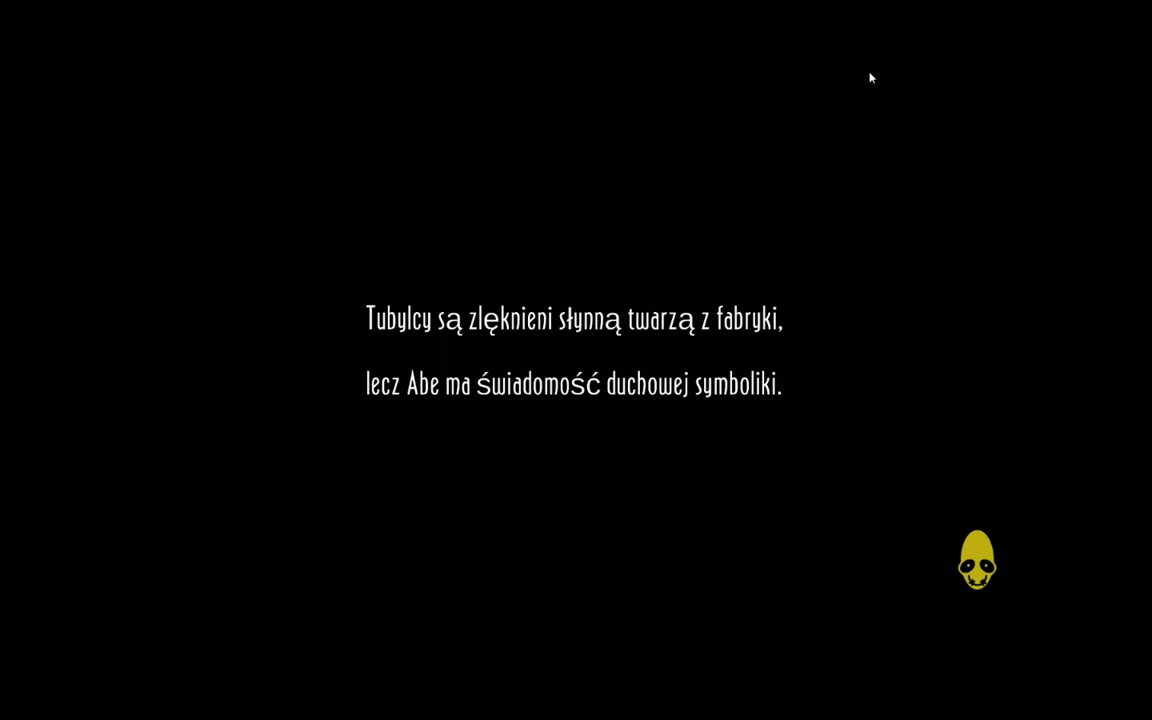 Tubylcy są zlęknieni słynną twarzą z fabryki,
lecz Abe ma świadomość duchowej symboliki.